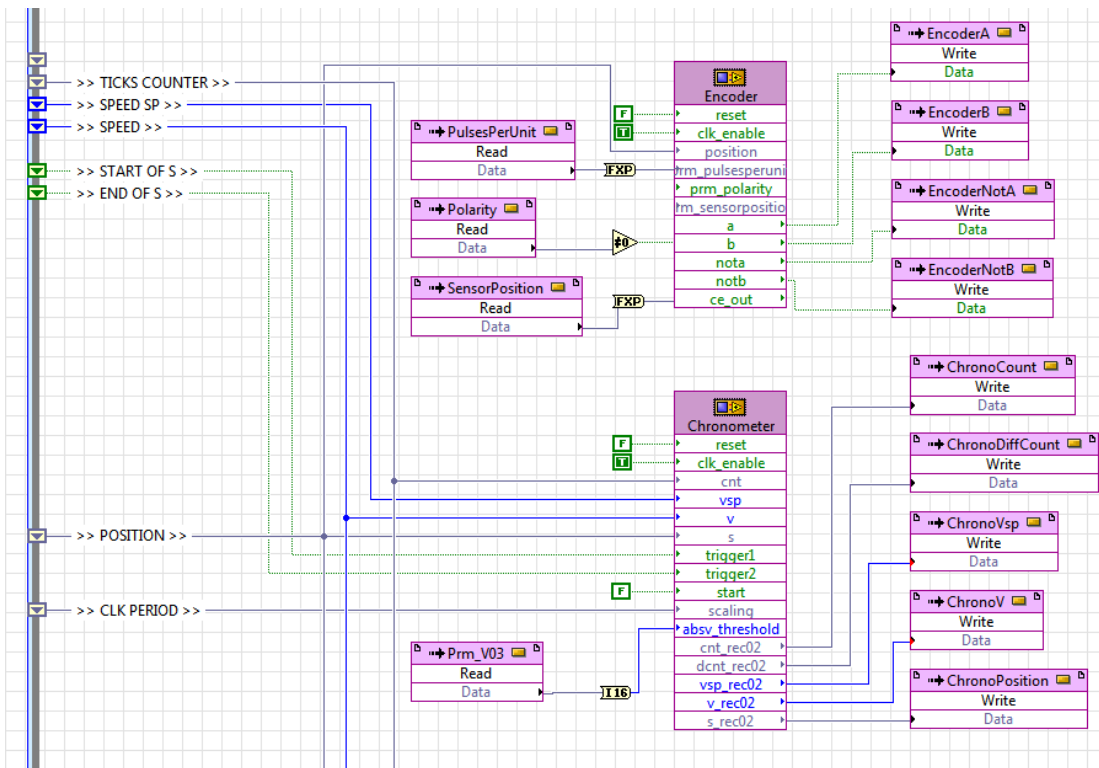 >> TICKS COUNTER >>
>> SPEED SP >>
>> SPEED >>
>> START OF S >>
>> END OF S >>
PulsesPerUnit
Read
Data
FXP
Polarity
Read
Data
≠0
SensorPosition
Read
Data
FXP
F
T
Encoder
reset
clk_enable
position
rm_pulsesperuni
prm_polarity
rm_sensorpositio
a
b
nota
notb
ce_out
EncoderA
Write
Data
EncoderB
Write
Data
EncoderNotA
Write
Data
EncoderNotB
Write
Data
>> POSITION >>
>> CLK PERIOD >>
Prm_V03
Read
Data
I16
F
T
F
Chronometer
reset
clk_enable
cnt
vsp
v
s
trigger1
trigger2
start
scaling
absv_threshold
cnt_rec02
dcnt_rec02
vsp_rec02
v_rec02
s_rec02
ChronoCount
Write
Data
ChronoDiffCount
Write
Data
ChronoVsp
Write
Data
ChronoV
Write
Data
ChronoPosition
Write
Data